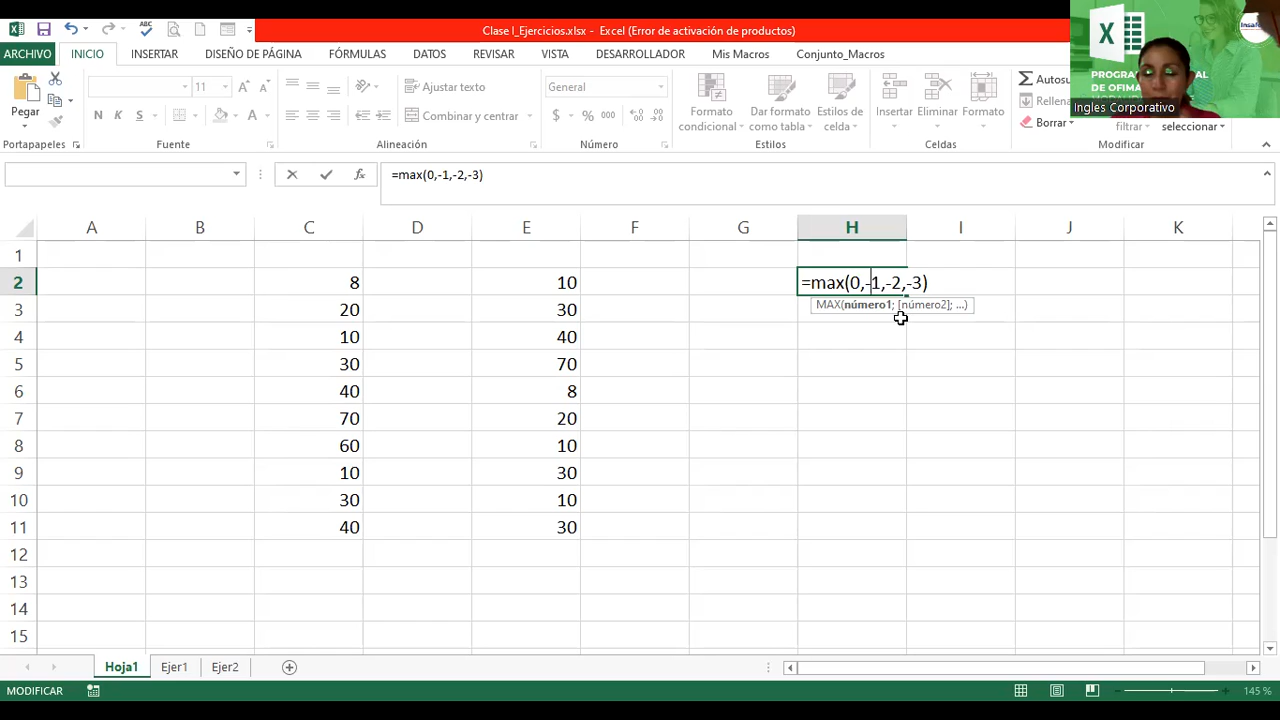 Clase I_Ejercicios.xlsx - Excel (Error de activación de productos)
ARCHIVO INICIO INSERTAR DISEÑO DE PÁGINA FÓRMULAS DATOS REVISAR VISTA DESARROLLADOR Mis Macros Conjunto_Macros
Pegar
Portapapeles
11
N K S
Fuente
Ajustar texto
Combinar y centrar
Alineación
General
$ % 000
Número
Formato condicional
Dar formato como tabla
Estilos de celda
Estilos
Insertar
Eliminar
Formato
Celdas
Autosu
Rellena
Borrar
filtrar
seleccionar
Modificar
Ingles Corporativo
=max(0,-1,-2,-3)
A B C D E F G H I J K
1
2 8 10 =max(0,-1,-2,-3)
MAX(número1; [número2]; ...)
3 20 30
4 10 40
5 30 70
6 40 8
7 70 20
8 60 10
9 10 30
10 30 10
11 40 30
12
13
14
15
Hoja1 Ejer1 Ejer2
MODIFICAR
145 %